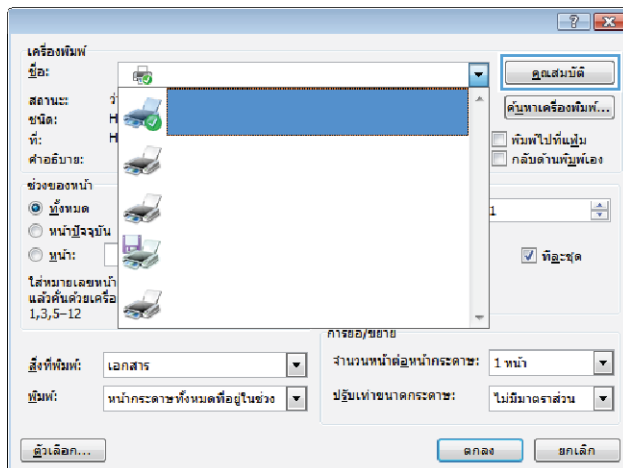 เครื่องพิมพ์
ชื่อ:
คุณสมบัติ
สถานะ: ว่
ค้นหาเครื่องพิมพ์...
ชนิด: H
ที่: H
พิมพ์ไปที่แฟ้ม
คำอธิบาย:
กลับด้านพิมพ์เอง
ช่วงของหน้า
ทั้งหมด
1
หน้าปัจจุบัน
หน้า:
ทีละชุด
ใส่หมายเลขหน้า
แล้วคั่นด้วยเครื่อ
1,3,5–12
การย่อ/ขยาย
สิ่งที่พิมพ์: เอกสาร
จำนวนหน้าต่อหน้ากระดาษ: 1 หน้า
พิมพ์: หน้ากระดาษทั้งหมดที่อยู่ในช่วง
ปรับเท่าขนาดกระดาษ: ไม่มีมาตราส่วน
ตัวเลือก...
ตกลง
ยกเลิก